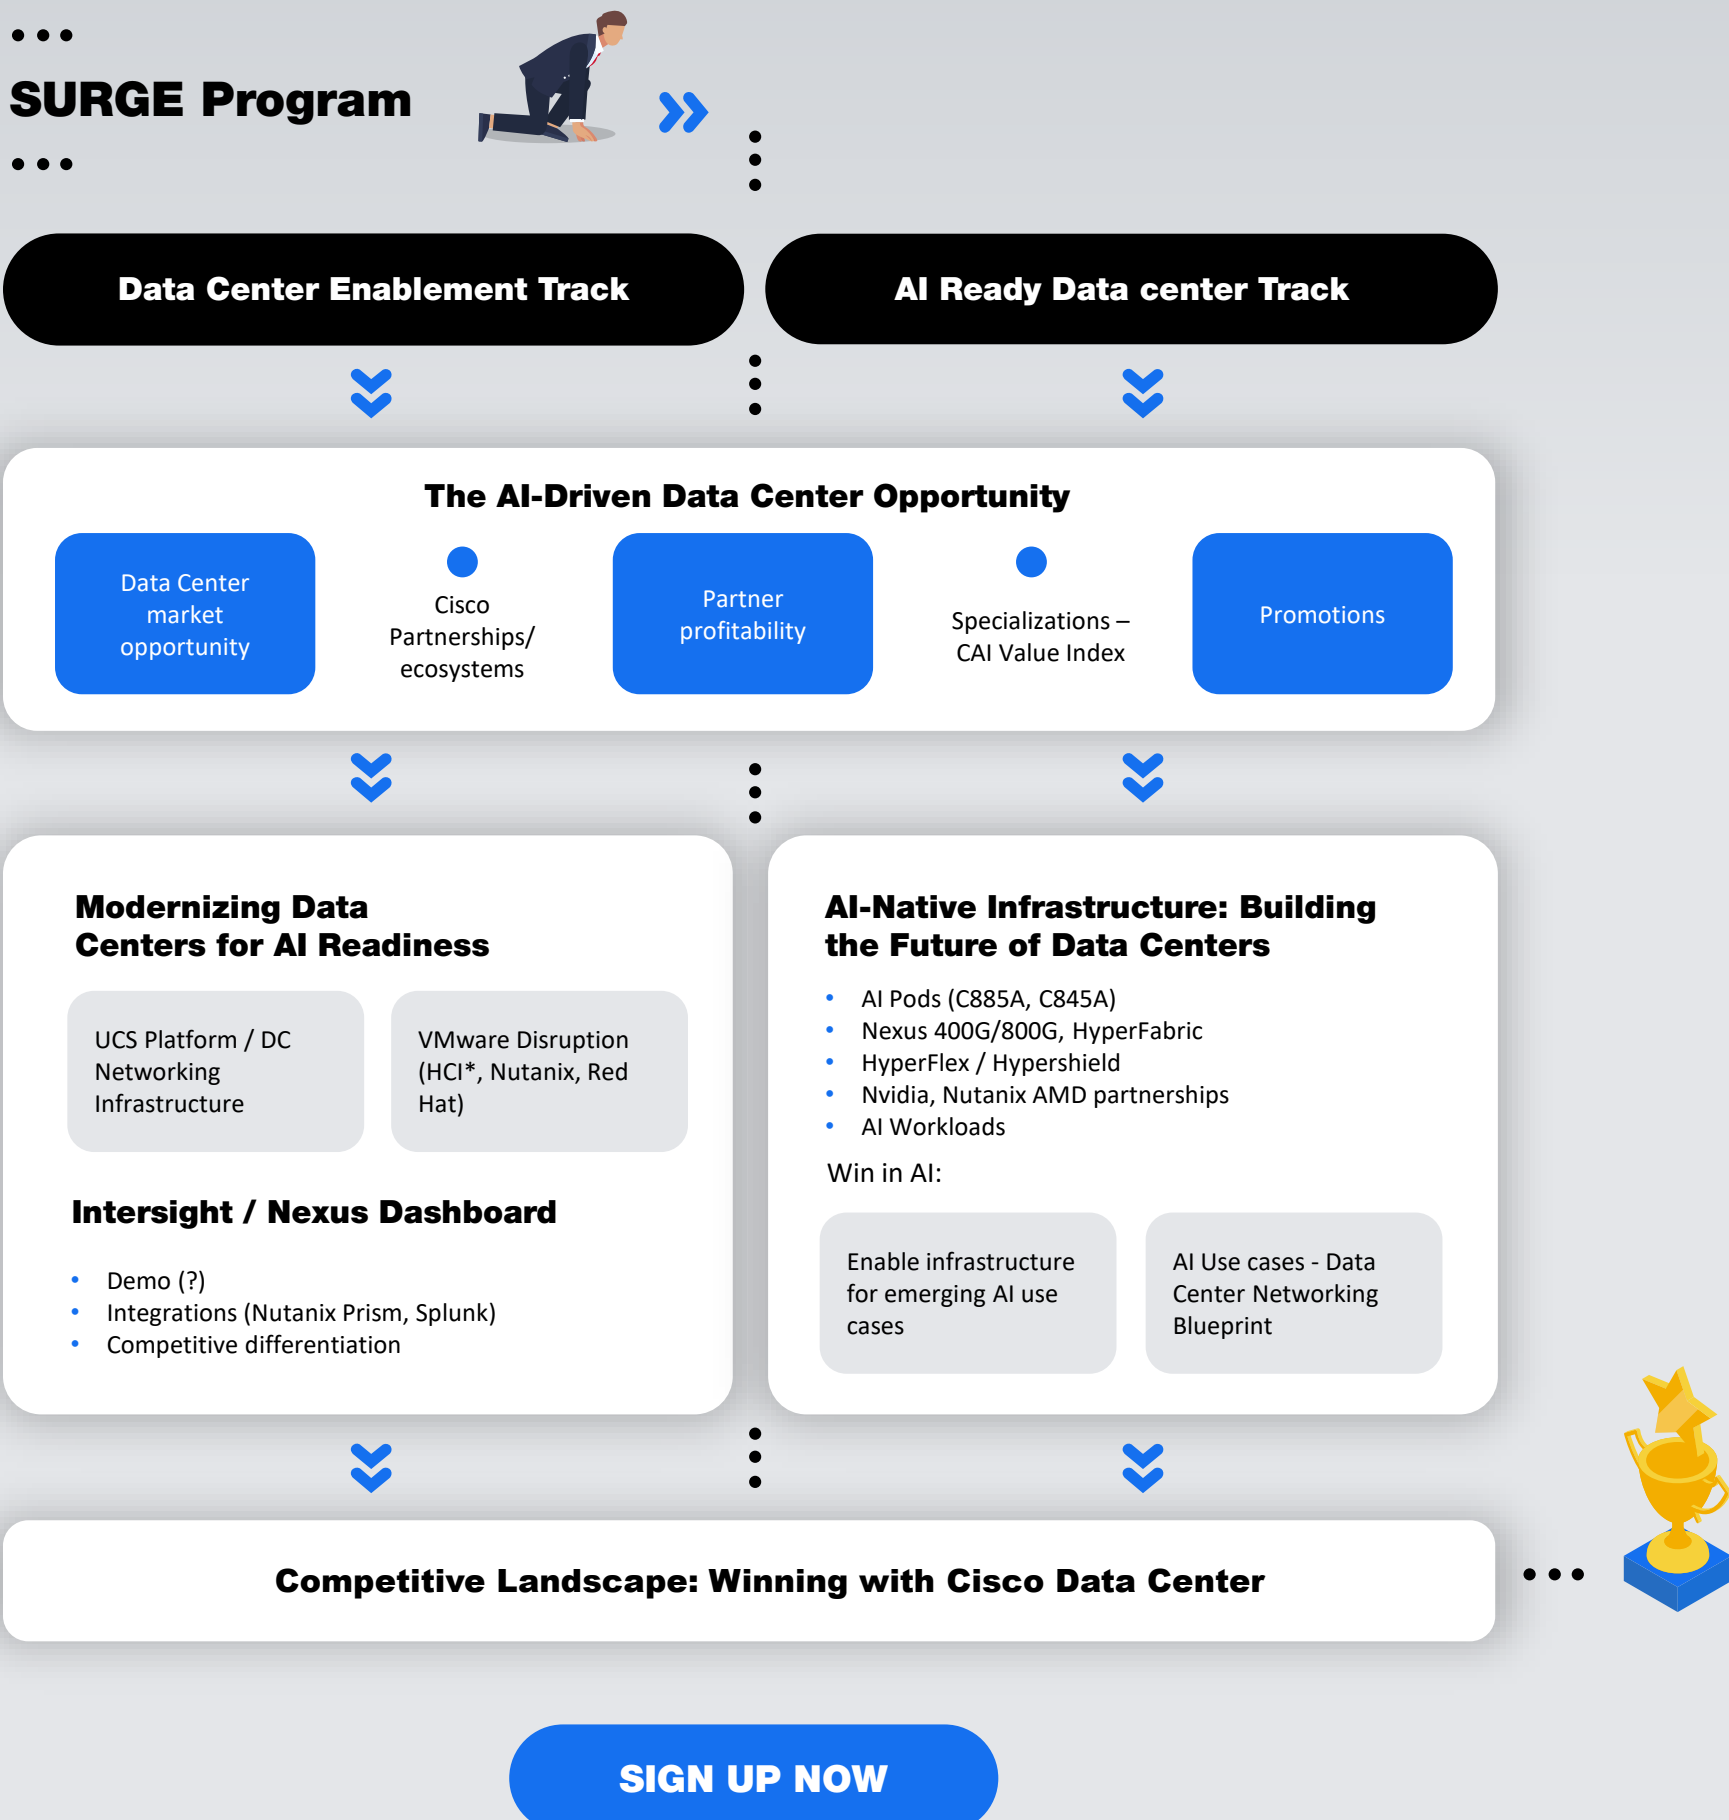 SURGE Program
Data Center Enablement Track
AI Ready Data center Track
The AI-Driven Data Center Opportunity
Data Center
market
opportunity
Cisco
Partnerships/
ecosystems
Partner
profitability
Specializations –
CAI Value Index
Promotions
Modernizing Data
Centers for AI Readiness
UCS Platform / DC
Networking
Infrastructure
VMware Disruption
(HCI*, Nutanix, Red
Hat)
Intersight / Nexus Dashboard
• Demo (?)
• Integrations (Nutanix Prism, Splunk)
• Competitive differentiation
AI-Native Infrastructure: Building
the Future of Data Centers
• AI Pods (C885A, C845A)
• Nexus 400G/800G, HyperFabric
• HyperFlex / Hypershield
• Nvidia, Nutanix AMD partnerships
• AI Workloads
Win in AI:
Enable infrastructure
for emerging AI use
cases
AI Use cases - Data
Center Networking
Blueprint
Competitive Landscape: Winning with Cisco Data Center
SIGN UP NOW